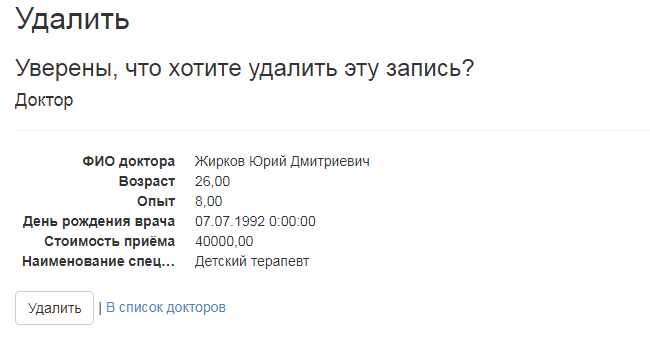 Удалить
Уверены, что хотите удалить эту запись?
Доктор
ФИО доктора Жирков Юрий Дмитриевич
Возраст 26,00
Опыт 8,00
День рождения врача 07.07.1992 0:00:00
Стоимость приёма 40000,00
Наименование спец... Детский терапевт
Удалить | В список докторов